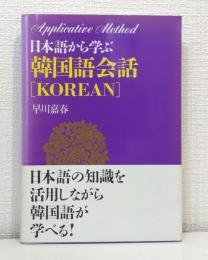 Applicative Method
日本語から学ぶ
韓国語会話
[KOREAN]
早川嘉春
日本語の知識を
活用しながら
韓国語が
学べる!